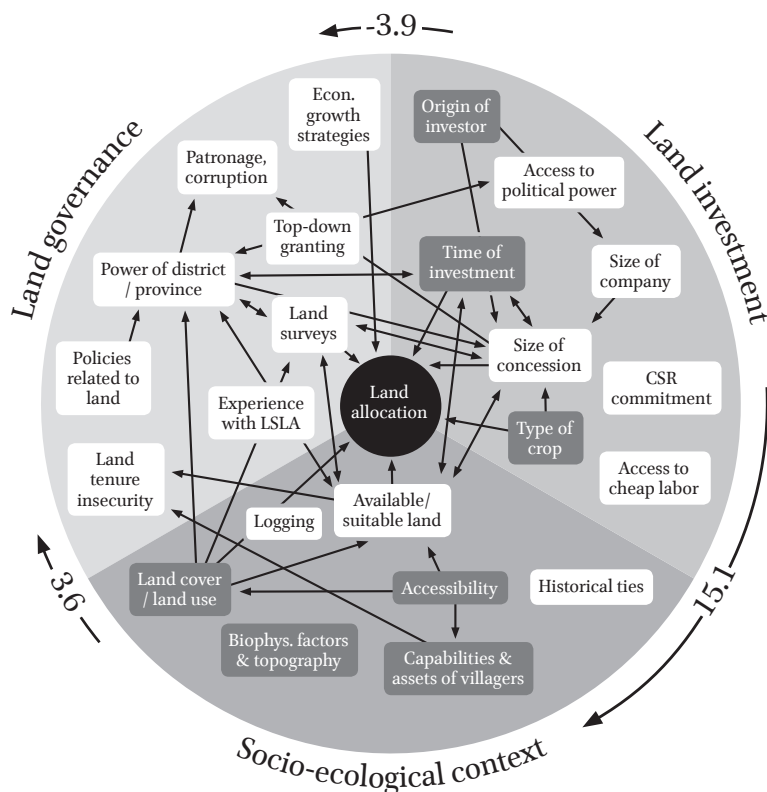 -3.9
Land governance
Land investment
Econ.
growth
strategies
Origin of
investor
Patronage,
corruption
Access to
political power
Top-down
granting
Time of
investment
Size of
company
Power of district
/ province
Land
surveys
Size of
concession
Policies
related to
land
Land
allocation
CSR
commitment
Experience
with LSLA
Type of
crop
Land
tenure
insecurity
Access to
cheap labor
Available/
suitable land
Logging
Land cover
/ land use
Accessibility
Historical ties
3.6
15.1
Biophys. factors
& topography
Capabilities &
assets of villagers
Socio-ecological context